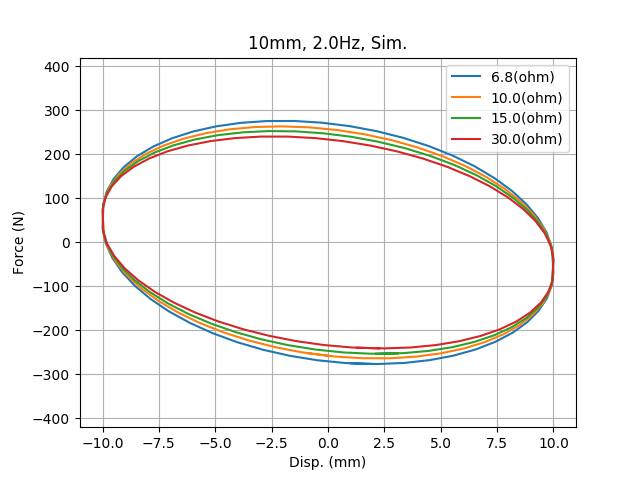 10mm, 2.0Hz, Sim.
6.8(ohm)
10.0(ohm)
15.0(ohm)
30.0(ohm)
400
300
200
100
0
−100
−200
−300
−400
Force (N)
−10.0 −7.5 −5.0 −2.5 0.0 2.5 5.0 7.5 10.0
Disp. (mm)